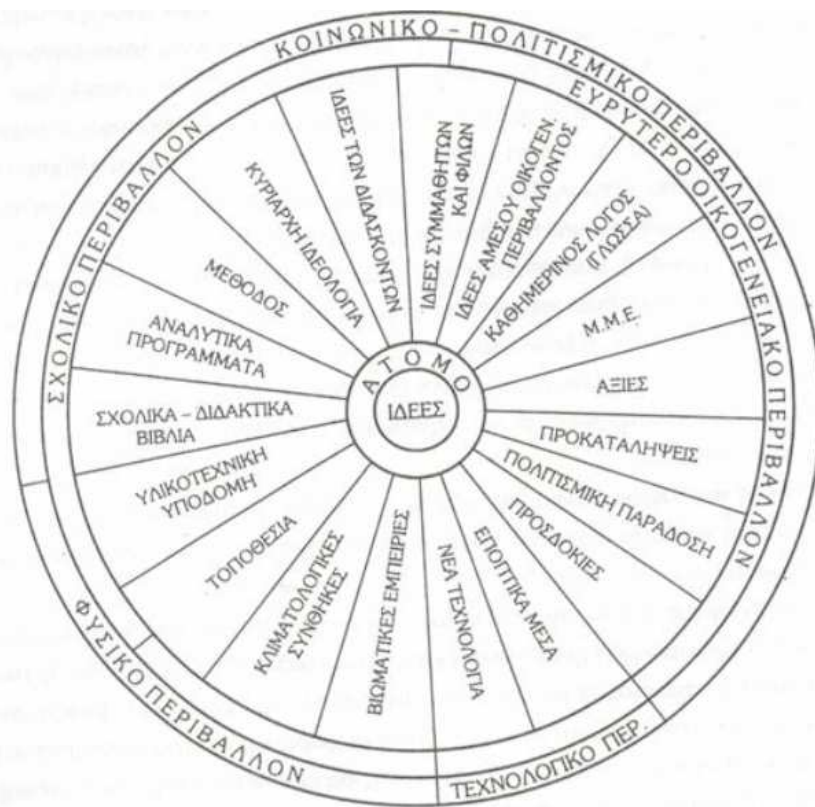 ΚΟΙΝΩΝΙΚΟ – ΠΟΛΙΤΙΣΜΙΚΟ ΠΕΡΙΒΑΛΛΟΝ
ΣΧΟΛΙΚΟ ΠΕΡΙΒΑΛΛΟΝ
ΕΥΡΥΤΕΡΟ ΟΙΚΟΓΕΝΕΙΑΚΟ ΠΕΡΙΒΑΛΛΟΝ
ΦΥΣΙΚΟ ΠΕΡΙΒΑΛΛΟΝ
ΤΕΧΝΟΛΟΓΙΚΟ ΠΕΡ.
ΙΔΕΕΣ ΣΥΜΜΑΘΗΤΩΝ
ΚΑΙ ΦΙΛΩΝ
ΙΔΕΕΣ ΑΜΕΣΟΥ ΟΙΚΟΓΕΝ.
ΠΕΡΙΒΑΛΛΟΝΤΟΣ
ΚΑΘΗΜΕΡΙΝΟΣ ΛΟΓΟΣ
(ΓΛΩΣΣΑ)
Μ.Μ.Ε.
ΑΞΙΕΣ
ΠΡΟΚΑΤΑΛΗΨΕΙΣ
ΠΟΛΙΤΙΣΜΙΚΗ ΠΑΡΑΔΟΣΗ
ΠΡΟΣΔΟΚΙΕΣ
ΕΠΟΠΤΙΚΑ ΜΕΣΑ
ΝΕΑ ΤΕΧΝΟΛΟΓΙΑ
ΒΙΩΜΑΤΙΚΕΣ ΕΜΠΕΙΡΙΕΣ
ΚΛΙΜΑΤΟΛΟΓΙΚΕΣ
ΣΥΝΘΗΚΕΣ
ΤΟΠΟΘΕΣΙΑ
ΥΛΙΚΟΤΕΧΝΙΚΗ
ΥΠΟΔΟΜΗ
ΣΧΟΛΙΚΑ – ΔΙΔΑΚΤΙΚΑ
ΒΙΒΛΙΑ
ΑΝΑΛΥΤΙΚΑ
ΠΡΟΓΡΑΜΜΑΤΑ
ΜΕΘΟΔΟΣ
ΚΥΡΙΑΡΧΗ ΙΔΕΟΛΟΓΙΑ
ΙΔΕΕΣ ΤΩΝ ΔΙΔΑΣΚΟΝΤΩΝ
ΑΤΟΜΟ
ΙΔΕΕΣ